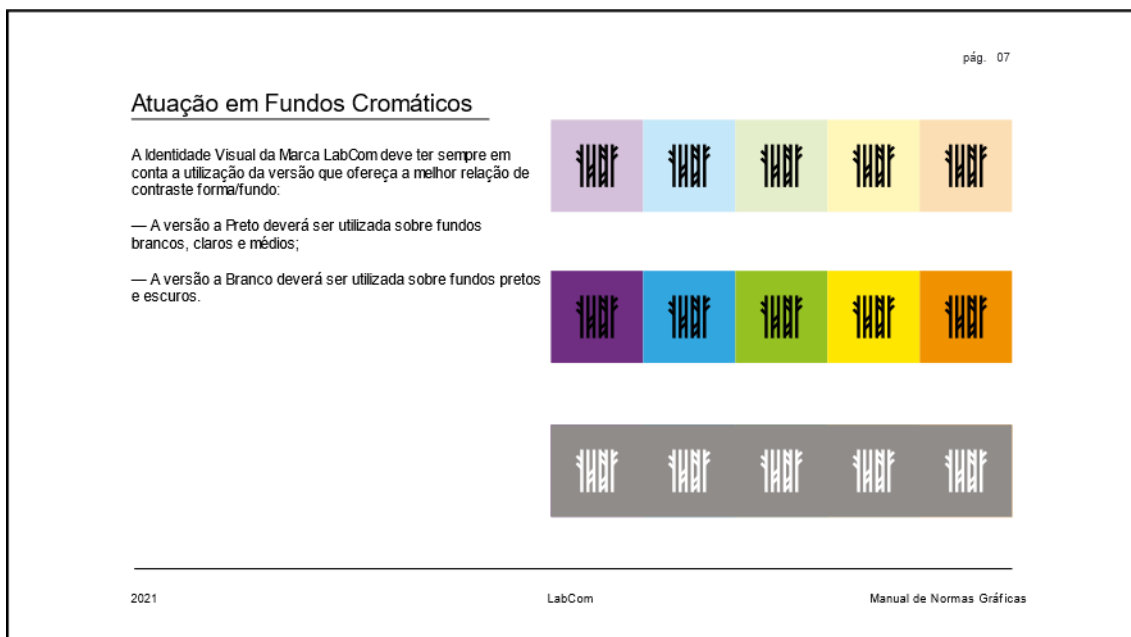 pág. 07
Atuação em Fundos Cromáticos
A Identidade Visual da Marca LabCom deve ter sempre em
conta a utilização da versão que ofereça a melhor relação de
contraste forma/fundo:
— A versão a Preto deverá ser utilizada sobre fundos
brancos, claros e médios;
— A versão a Branco deverá ser utilizada sobre fundos pretos
e escuros.
2021
LabCom
Manual de Normas Gráficas